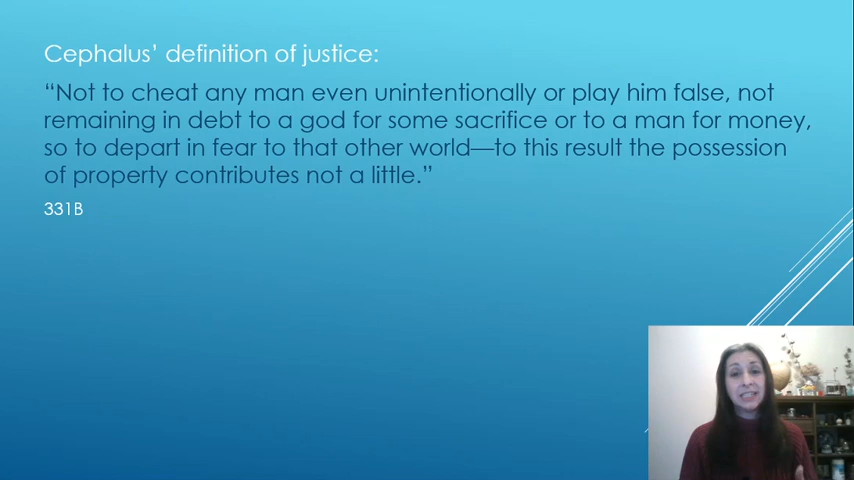 Cephalus’ definition of justice:
“Not to cheat any man even unintentionally or play him false, not
remaining in debt to a god for some sacrifice or to a man for money,
so to depart in fear to that other world—to this result the possession
of property contributes not a little.”
331B